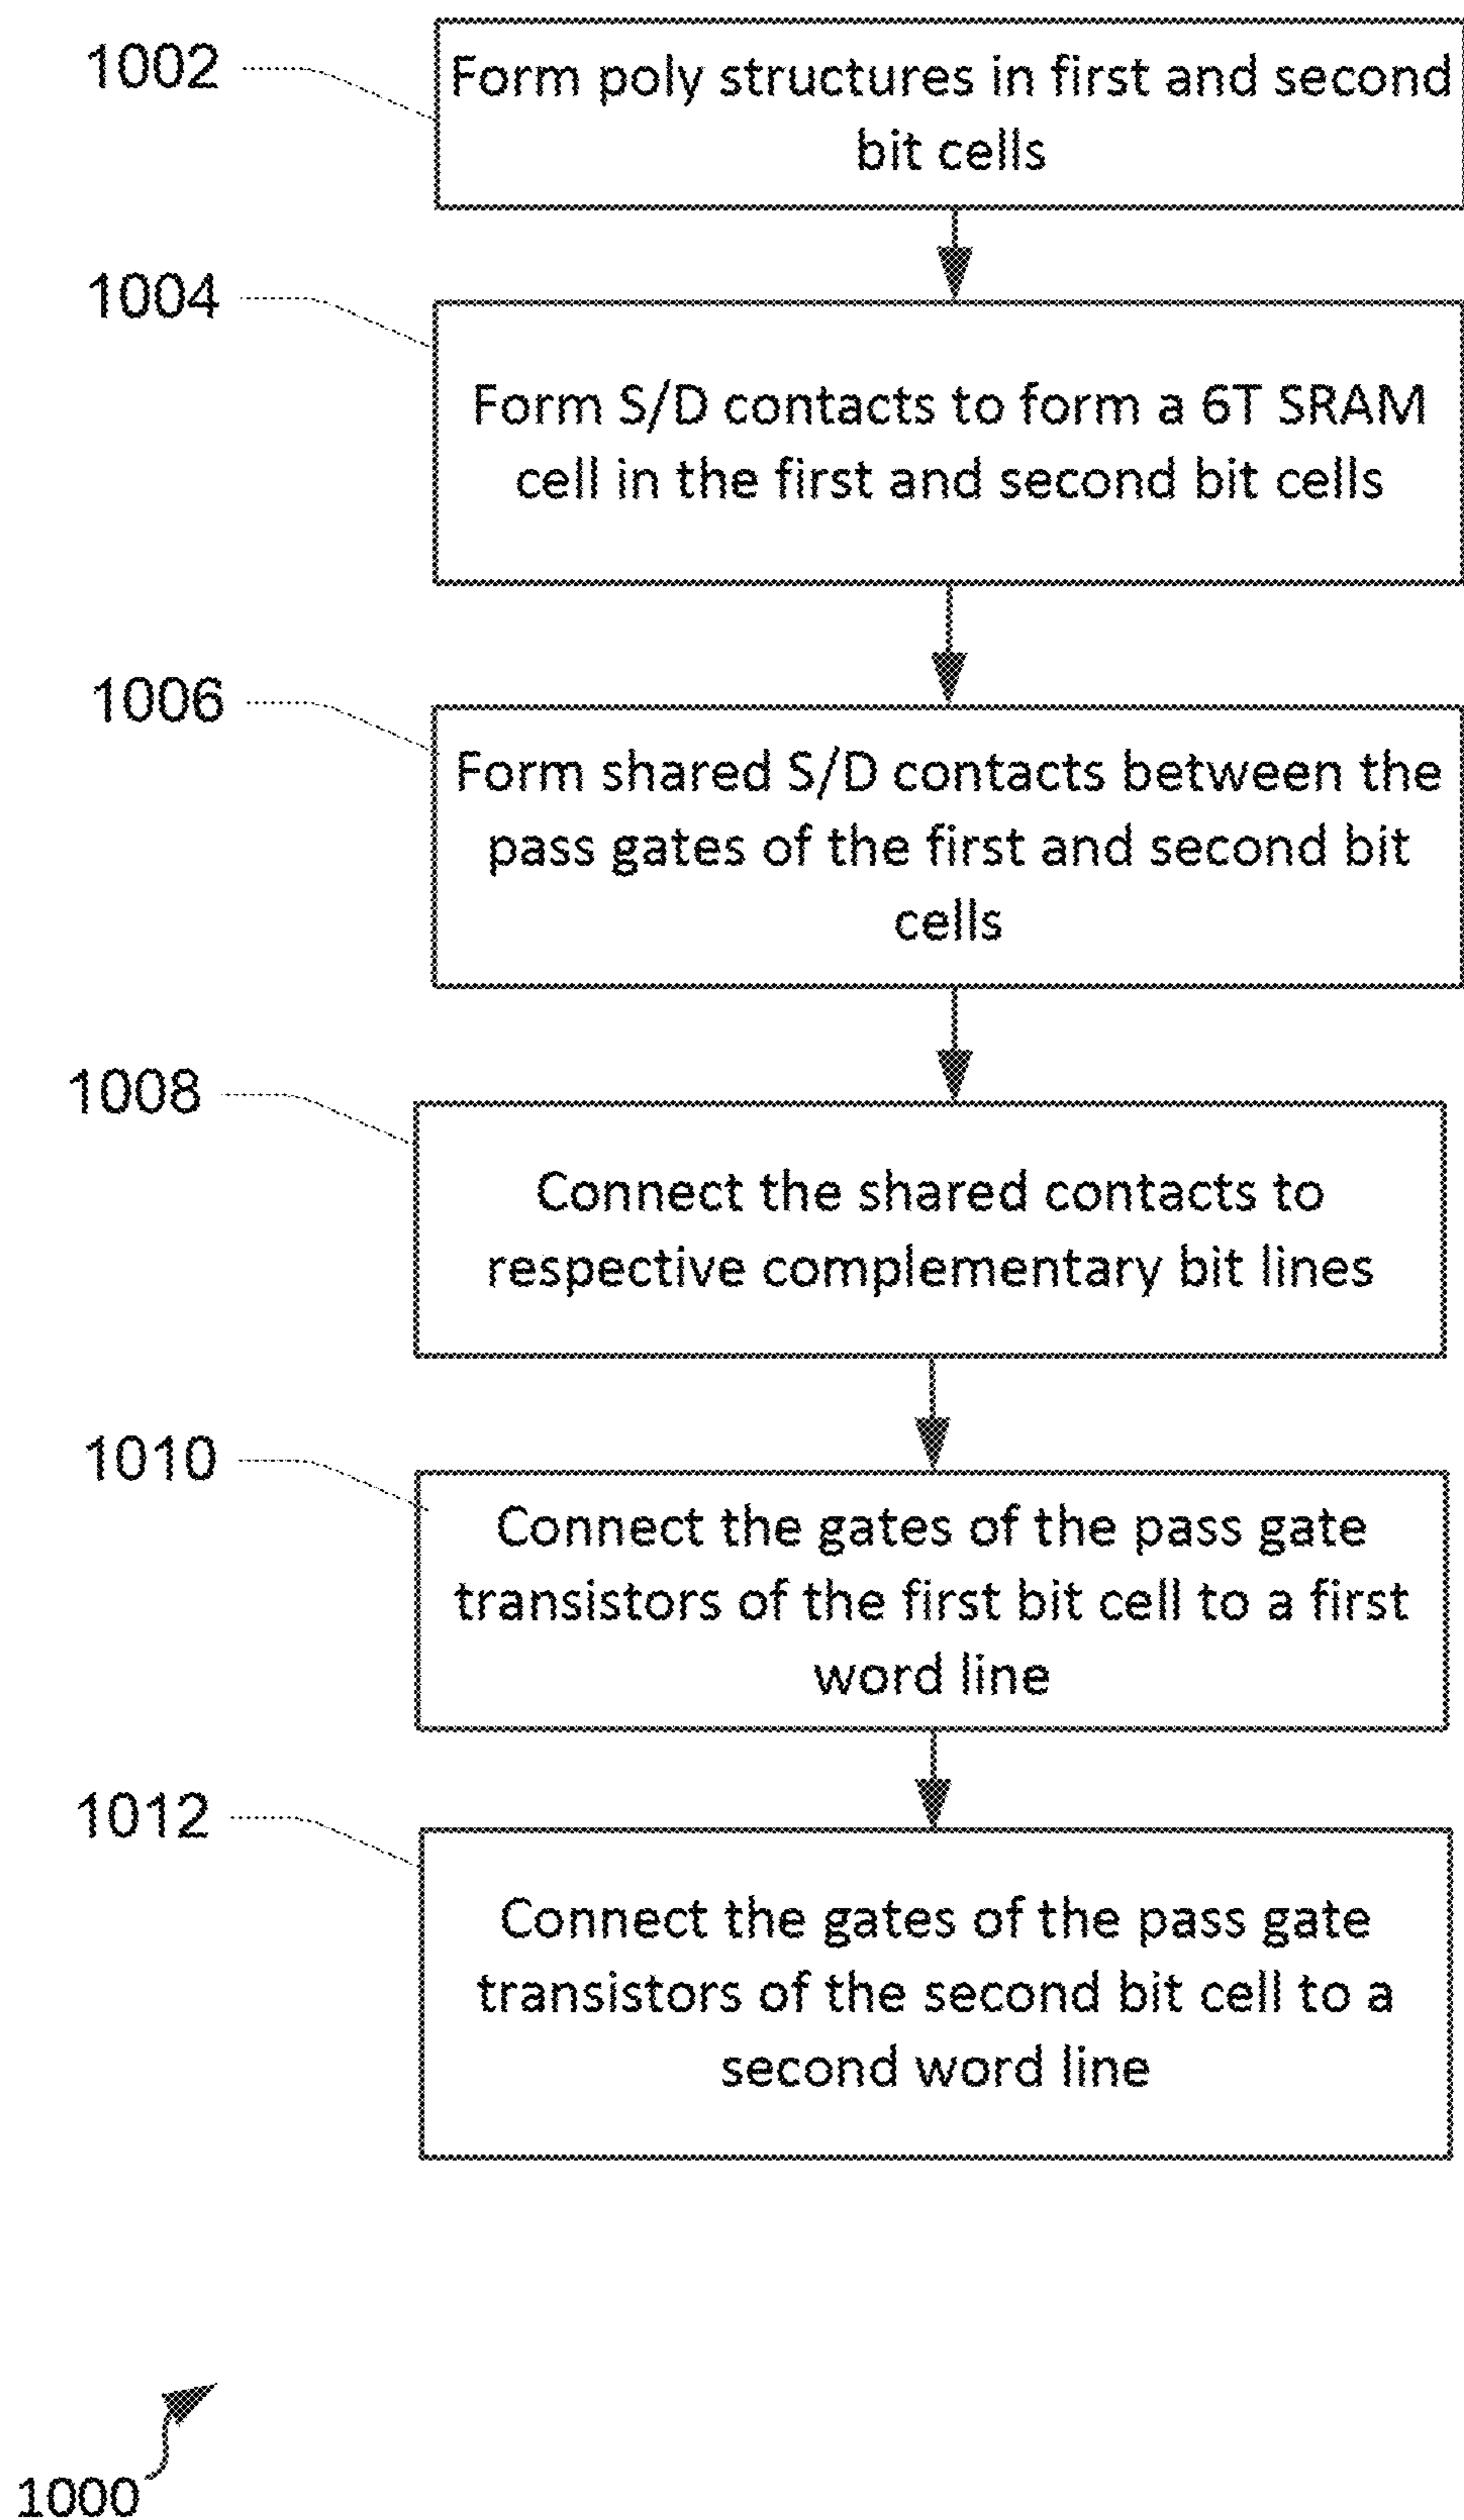 1002
Form poly structures in first and second
bit cells
1004
Form S/D contacts to form a 6T SRAM
cell in the first and second bit cells
1006
Form shared S/D contacts between the
pass gates of the first and second bit
cells
1008
Connect the shared contacts to
respective complementary bit lines
1010
Connect the gates of the pass gate
transistors of the first bit cell to a first
word line
1012
Connect the gates of the pass gate
transistors of the second bit cell to a
second word line
1000